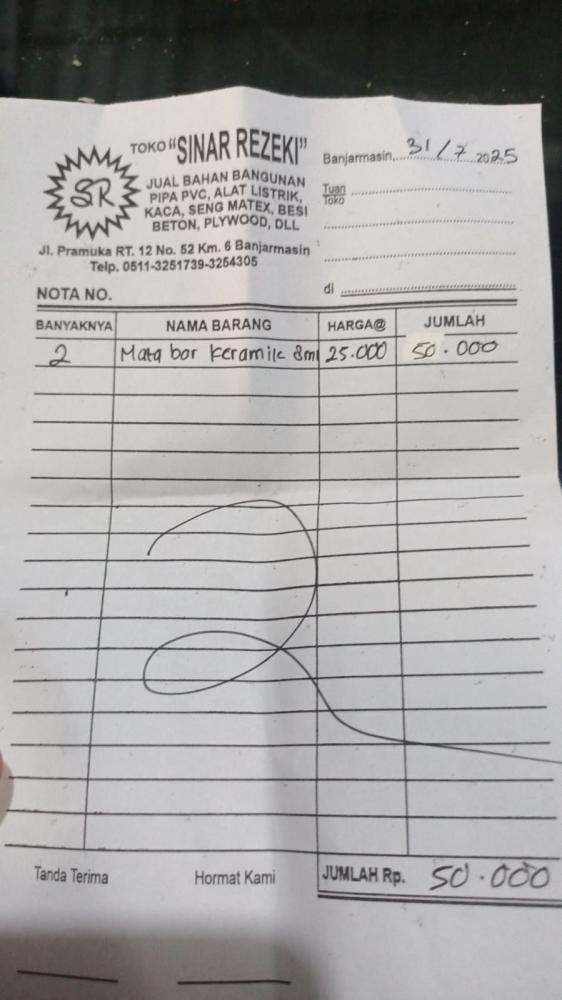 TOKO "SINAR REZEKI"
SR
JUAL BAHAN BANGUNAN
PIPA PVC, ALAT LISTRIK,
KACA, SENG MATEX, BESI
BETON, PLYWOOD, DLL
Jl. Pramuka RT. 12 No. 52 Km. 6 Banjarmasin
Telp. 0511-3251739-3254305
Banjarmasin, 31/7 2025
Tuan
Toko
di
NOTA NO.
BANYAKNYA NAMA BARANG HARGA@ JUMLAH
2 Mata bor keramik 8m 25.000 50.000
Tanda Terima Hormat Kami JUMLAH Rp. 50.000